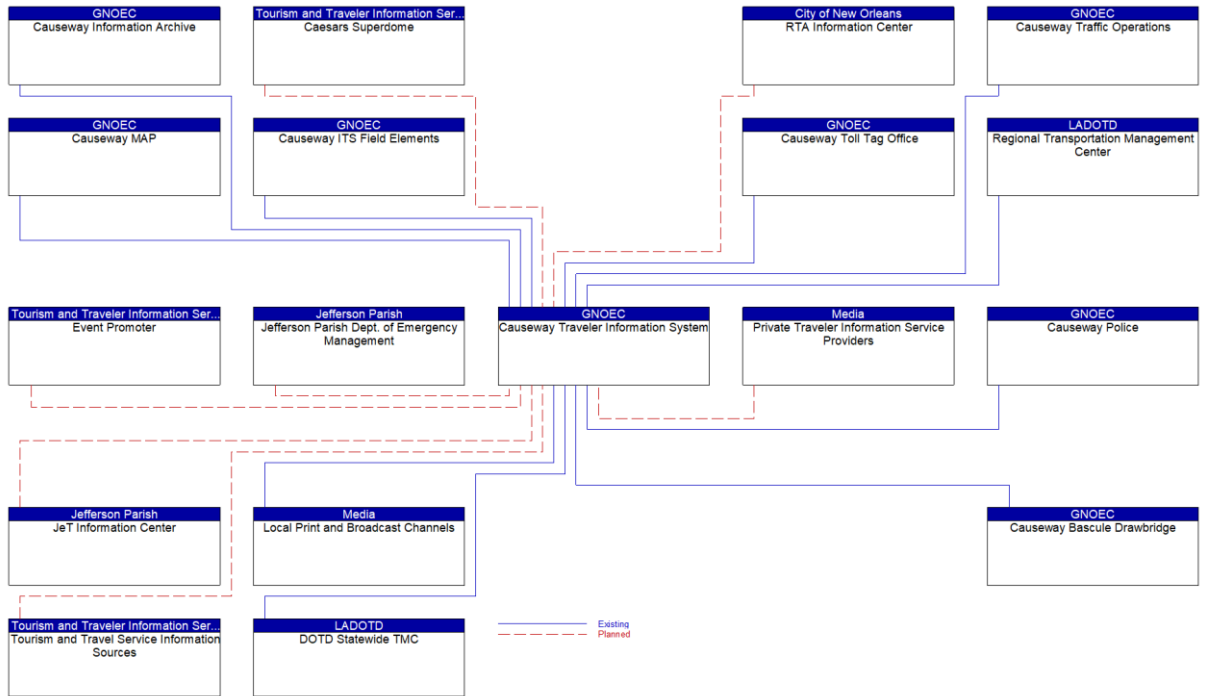 GNOEC
Causeway Information Archive
Tourism and Traveler Information Ser...
Caesars Superdome
City of New Orleans
RTA Information Center
GNOEC
Causeway Traffic Operations
GNOEC
Causeway MAP
GNOEC
Causeway ITS Field Elements
GNOEC
Causeway Toll Tag Office
LADOTD
Regional Transportation Management
Center
Tourism and Traveler Information Ser...
Event Promoter
Jefferson Parish
Jefferson Parish Dept. of Emergency
Management
GNOEC
Causeway Traveler Information System
Media
Private Traveler Information Service
Providers
GNOEC
Causeway Police
Jefferson Parish
JeT Information Center
Media
Local Print and Broadcast Channels
GNOEC
Causeway Bascule Drawbridge
Tourism and Traveler Information Ser...
Tourism and Travel Service Information
Sources
LADOTD
DOTD Statewide TMC
Existing
Planned